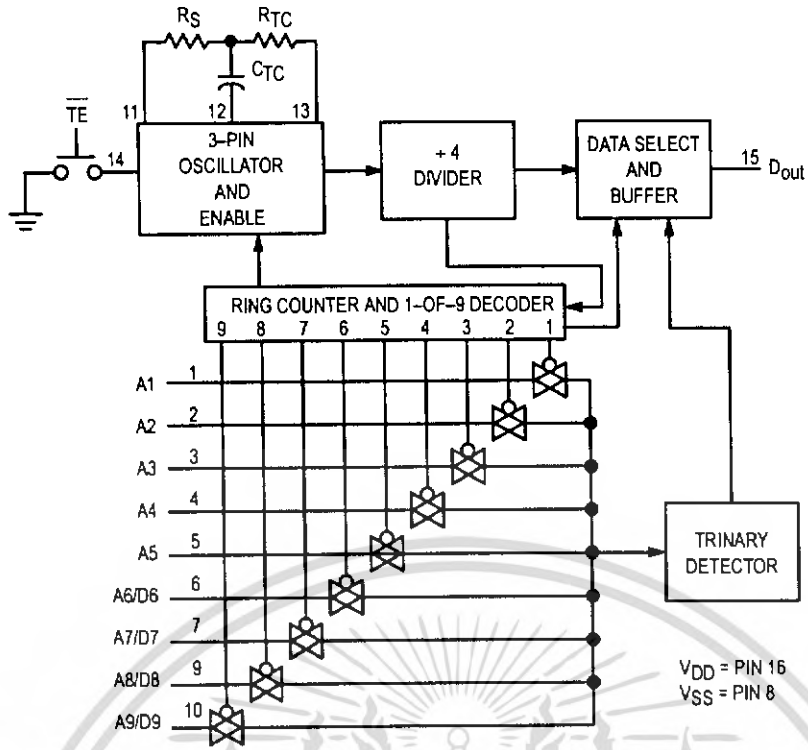 RS RTC
CTC
11 12 13
TE
14
3–PIN
OSCILLATOR
AND
ENABLE
+ 4
DIVIDER
DATA SELECT
AND
BUFFER
15 Dout
RING COUNTER AND 1–OF–9 DECODER
9 8 7 6 5 4 3 2 1
A1 1
A2 2
A3 3
A4 4
A5 5
A6/D6 6
A7/D7 7
A8/D8 9
A9/D9 10
TRINARY
DETECTOR
VDD = PIN 16
VSS = PIN 8